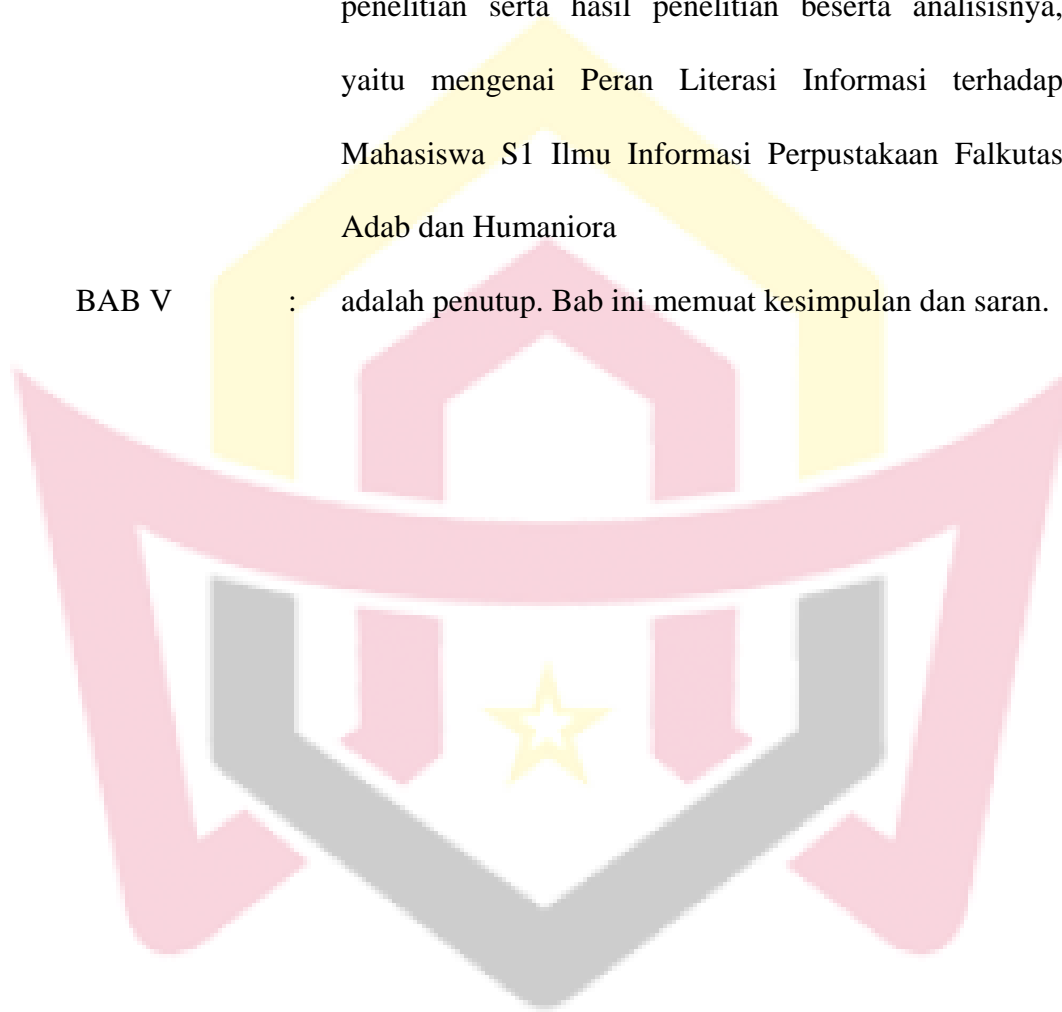 penelitian serta hasil penelitian beserta analisisnya,
yaitu mengenai Peran Literasi Informasi terhadap
Mahasiswa S1 Ilmu Informasi Perpustakaan Falkutas
Adab dan Humaniora
BAB V : adalah penutup. Bab ini memuat kesimpulan dan saran.